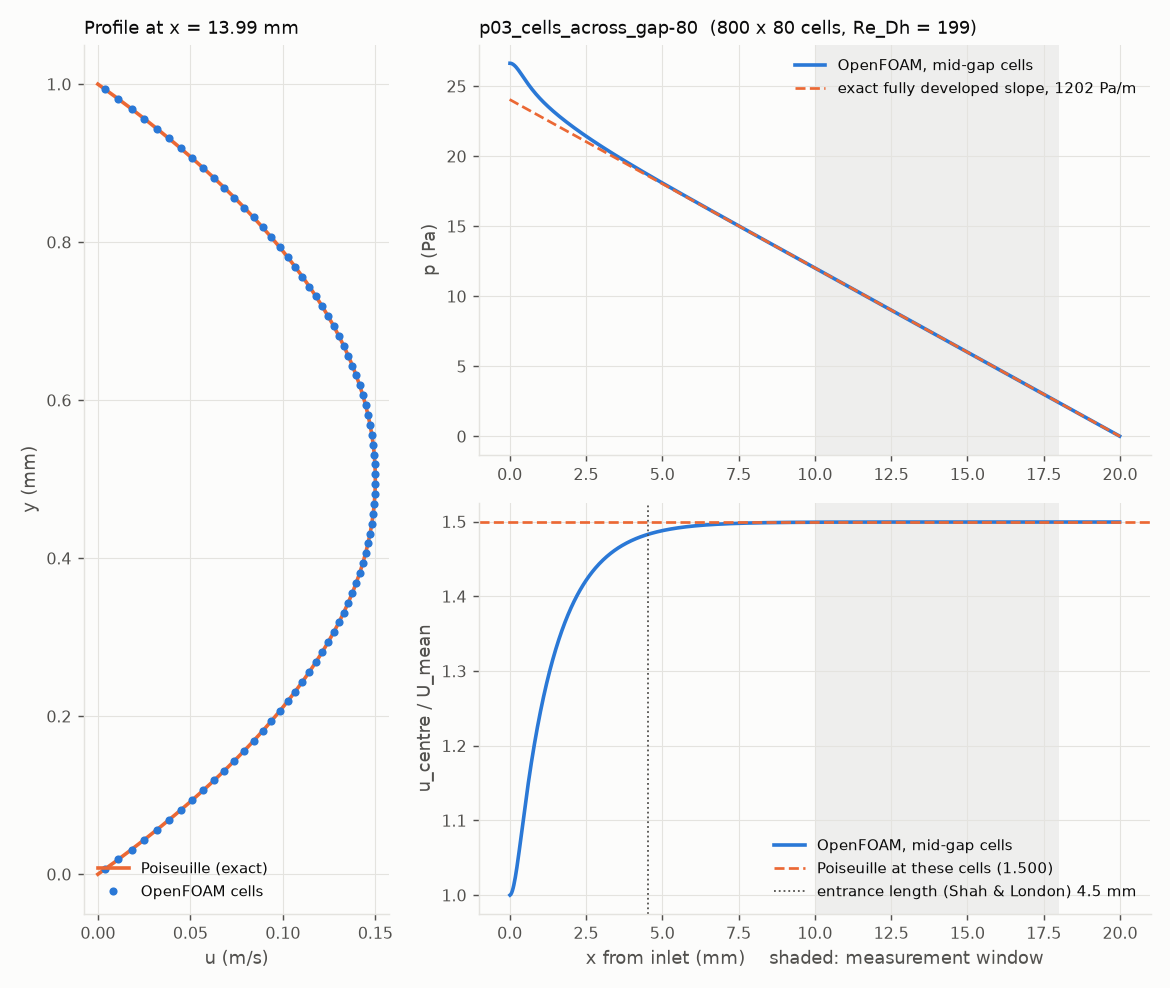 Profile at x = 13.99 mm
1.0
0.8
0.6
0.4
0.2
0.0
y (mm)
Poiseuille (exact)
OpenFOAM cells
0.00 0.05 0.10 0.15
u (m/s)
p03_cells_across_gap-80 (800 x 80 cells, Re_Dh = 199)
OpenFOAM, mid-gap cells
exact fully developed slope, 1202 Pa/m
25
20
15
10
5
0
p (Pa)
0.0 2.5 5.0 7.5 10.0 12.5 15.0 17.5 20.0
1.5
1.4
1.3
1.2
1.1
1.0
u_centre / U_mean
OpenFOAM, mid-gap cells
Poiseuille at these cells (1.500)
entrance length (Shah & London) 4.5 mm
0.0 2.5 5.0 7.5 10.0 12.5 15.0 17.5 20.0
x from inlet (mm) shaded: measurement window